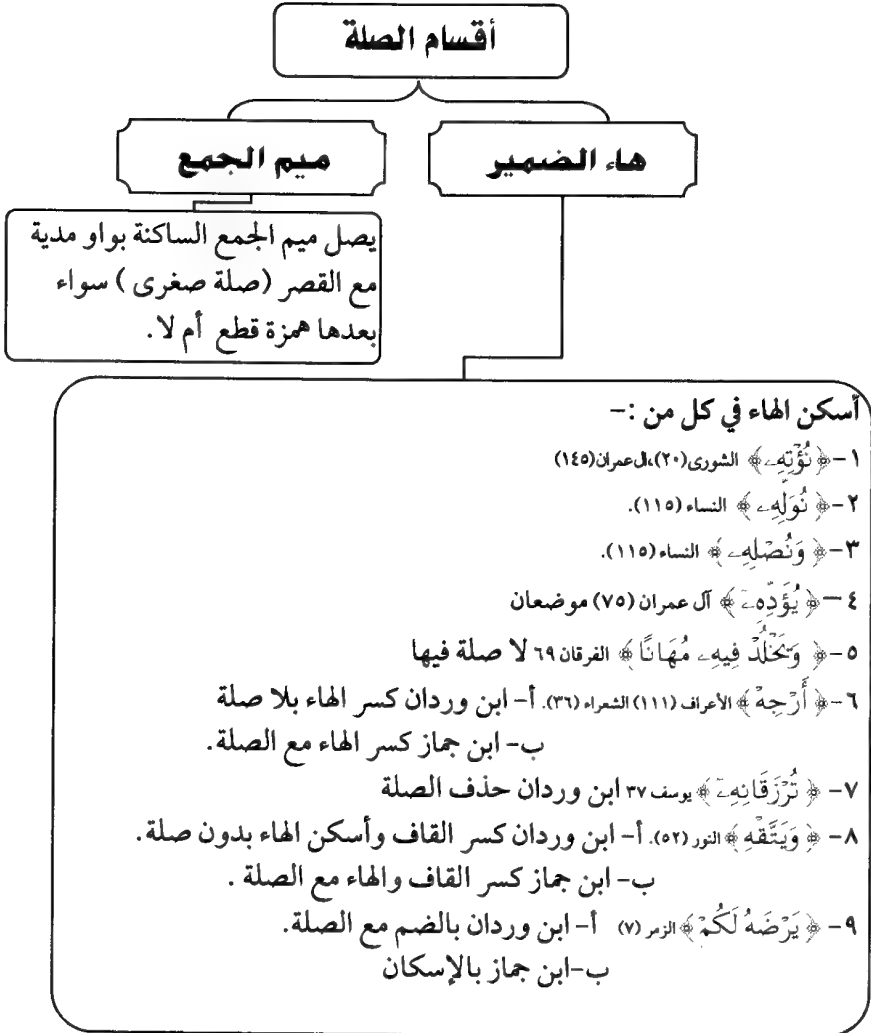 أقسام الصلة
هاء الضمير
ميم الجمع
يصل ميم الجمع الساكنة بواو مدية
مع القصر (صلة صغرى) سواء
بعدها همزة قطع أم لا.
أسكن الهاء في كل من :-
١-﴿نُؤْتِهِۦ﴾ الشورى(٢٠)،ال عمران(١٤٥)
٢-﴿نُوَلِّهِۦ﴾ النساء (١١٥).
٣-﴿وَنُصْلِهِۦ﴾ النساء (١١٥).
٤-﴿يُؤَدِّهِۦٓ﴾ آل عمران (٧٥) موضعان
٥-﴿وَيَخْلُدْ فِيهِۦ مُهَانًا﴾ الفرقان ٦٩ لا صلة فيها
٦-﴿أَرْجِهْ﴾ الأعراف (١١١) الشعراء (٣٦). أ- ابن وردان كسر الهاء بلا صلة
ب- ابن جماز كسر الهاء مع الصلة.
٧- ﴿تُرْزَقَانِهِۦٓ﴾ يوسف ٣٧ ابن وردان حذف الصلة
٨- ﴿وَيَتَّقْهِ﴾ النور (٥٢). أ- ابن وردان كسر القاف وأسكن الهاء بدون صلة.
ب- ابن جماز كسر القاف والهاء مع الصلة .
٩- ﴿يَرْضَهُ لَكُمْ﴾ الزمر (٧) أ- ابن وردان بالضم مع الصلة.
ب-ابن جماز بالإسكان